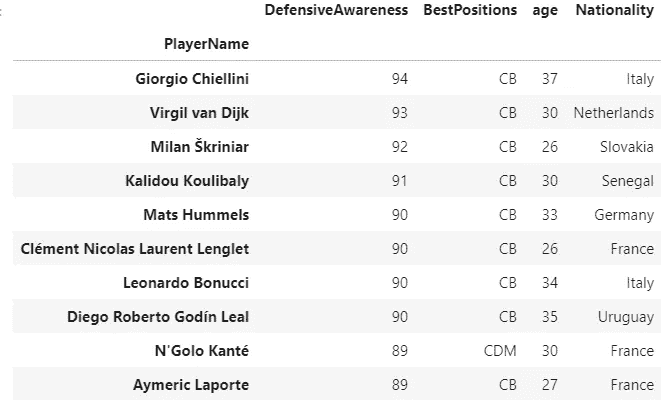 DefensiveAwareness BestPositions age Nationality
PlayerName
Giorgio Chiellini 94 CB 37 Italy
Virgil van Dijk 93 CB 30 Netherlands
Milan Škriniar 92 CB 26 Slovakia
Kalidou Koulibaly 91 CB 30 Senegal
Mats Hummels 90 CB 33 Germany
Clément Nicolas Laurent Lenglet 90 CB 26 France
Leonardo Bonucci 90 CB 34 Italy
Diego Roberto Godín Leal 90 CB 35 Uruguay
N'Golo Kanté 89 CDM 30 France
Aymeric Laporte 89 CB 27 France